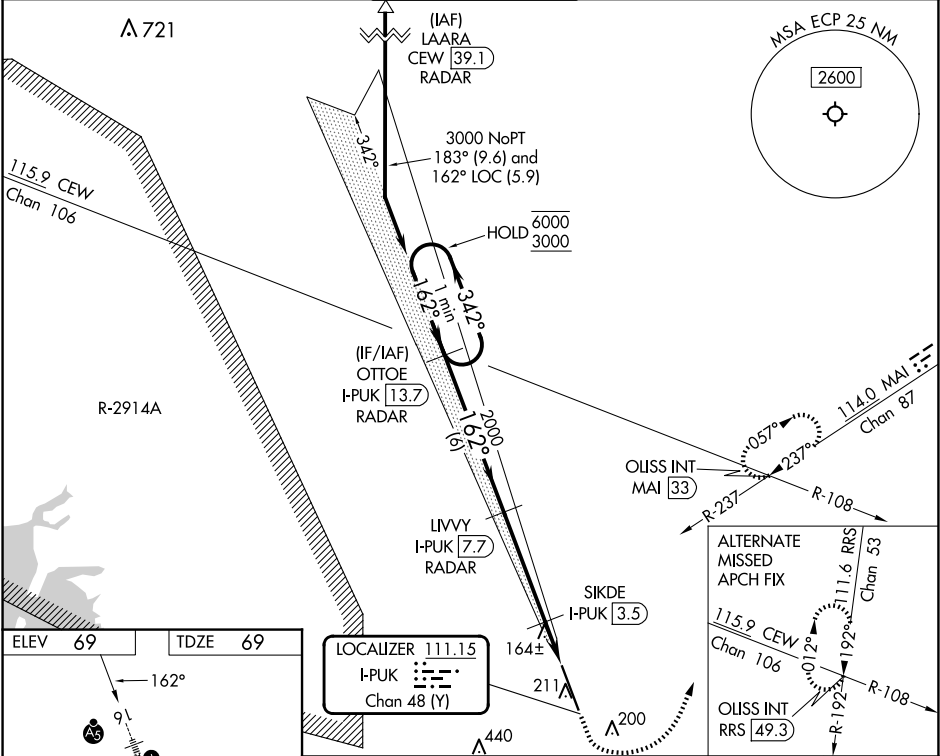 721
(IAF)
LAARA
CEW 39.1
RADAR
MSA ECP 25 NM
2600
342°
3000 NoPT
183° (9.6) and
162° LOC (5.9)
115.9 CEW
Chan 106
HOLD 6000
3000
162°
1 min
342°
(IF/IAF)
OTTOE
I-PUK 13.7
RADAR
R-2914A
2000
162°
(6)
114.0 MAI
Chan 87
057°
237°
OLISS INT
MAI 33
R-237
R-108
LIVVY
I-PUK 7.7
RADAR
ALTERNATE
MISSED
APCH FIX
111.6 RRS
Chan 53
SIKDE
I-PUK 3.5
115.9 CEW
Chan 106
012°
192°
R-108
OLISS INT
RRS 49.3
R-192
ELEV 69
TDZE 69
162°
16
A5
LOCALIZER 111.15
I-PUK
Chan 48 (Y)
164±
211
200
440